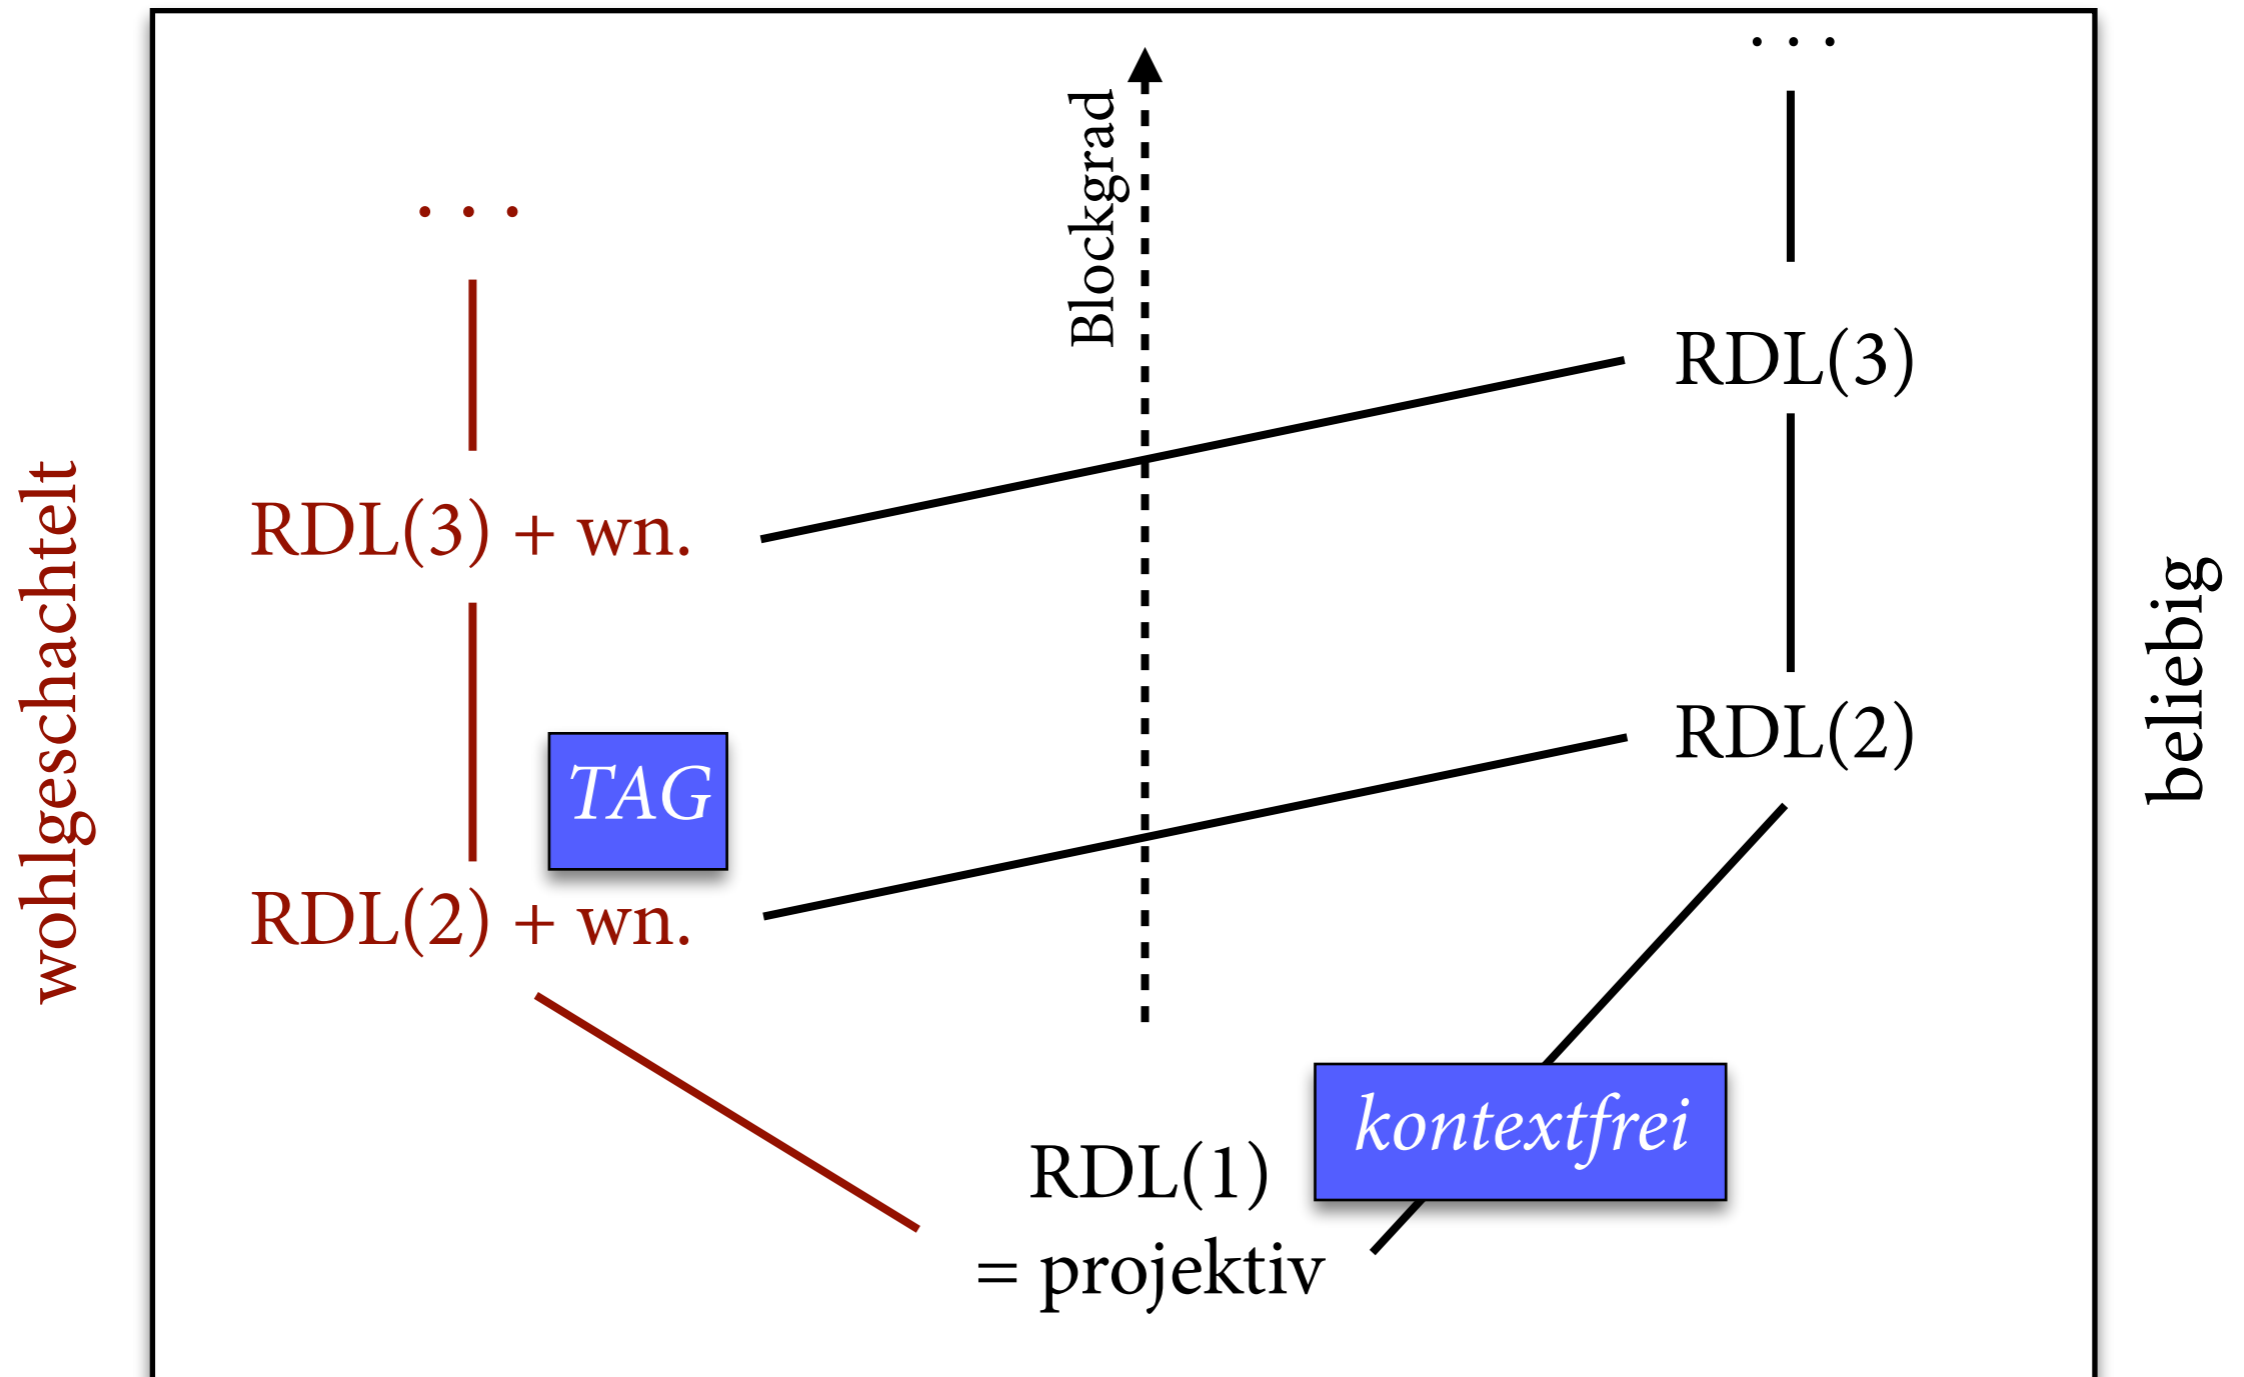 . . .
Blockgrad
. . .
RDL(3)
RDL(3) + wn.
wohlgeschachtelt
beliebig
RDL(2)
TAG
RDL(2) + wn.
kontextfrei
RDL(1)
= projektiv